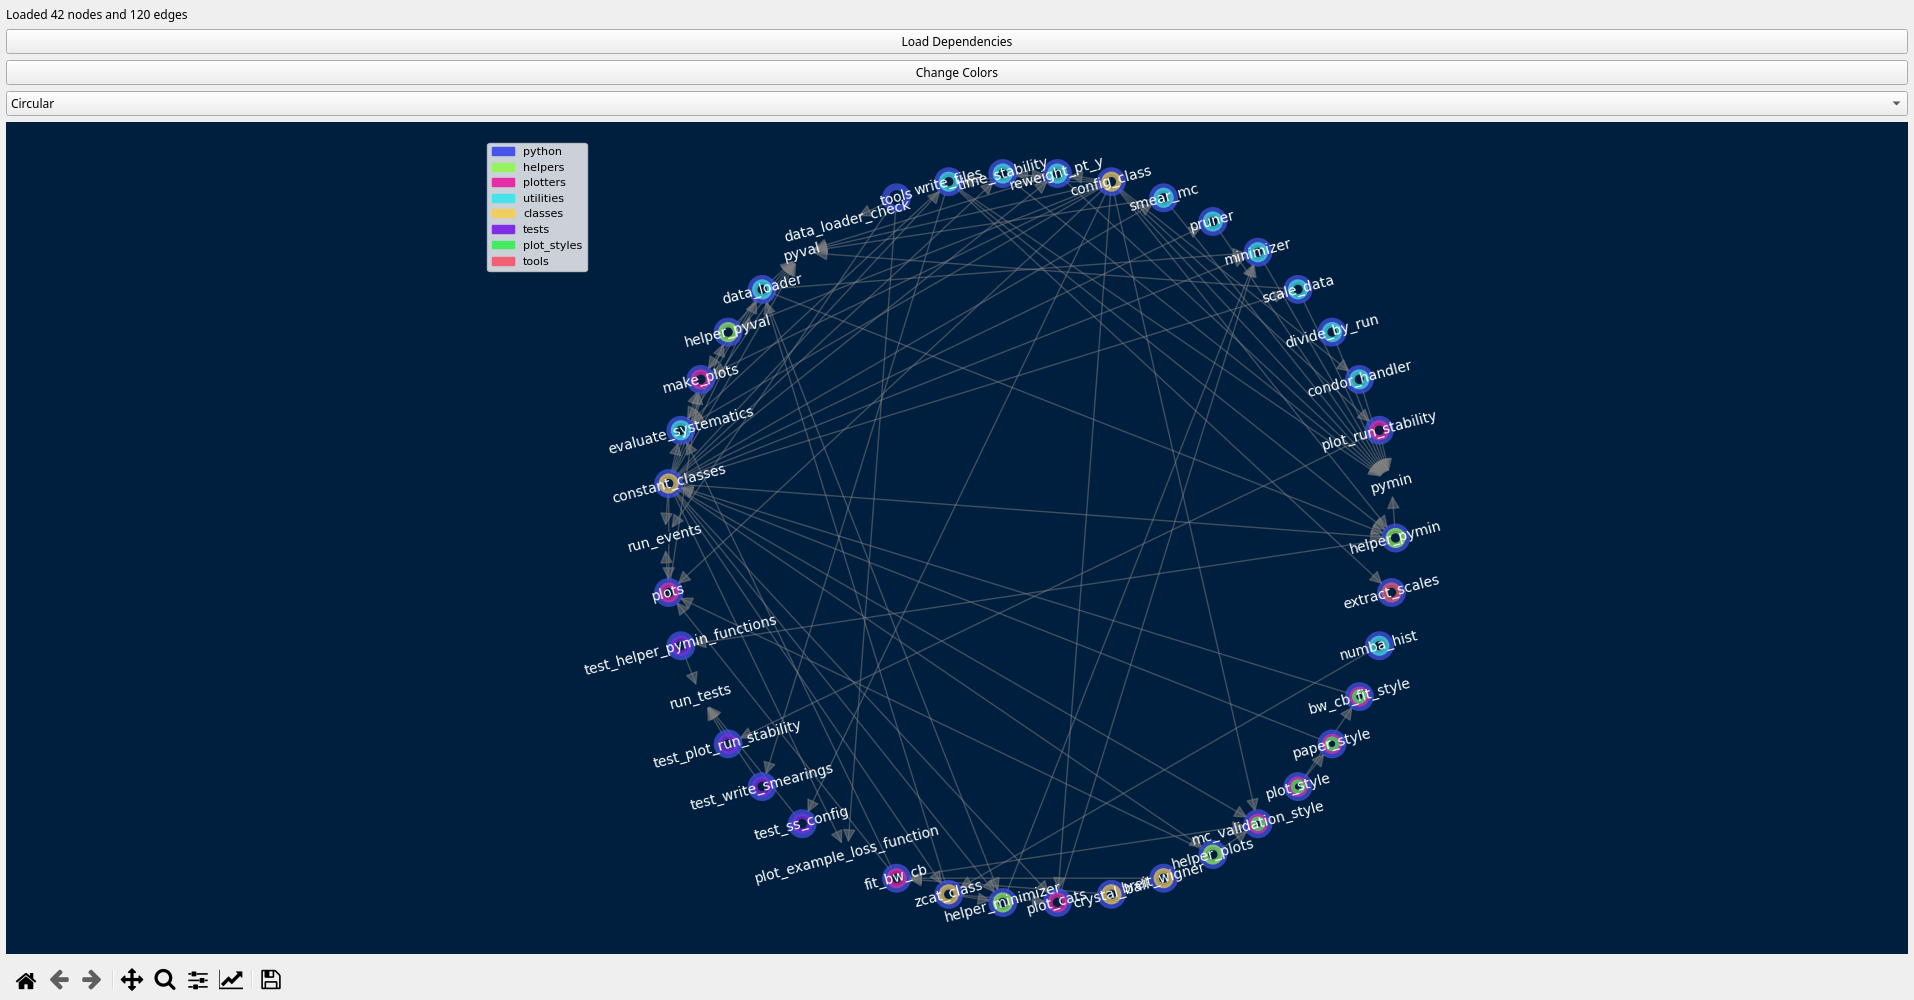 Loaded 42 nodes and 120 edges
Load Dependencies
Change Colors
Circular
python
helpers
plotters
utilities
classes
tests
plot_styles
tools
tools
write_files
time_stability
reweight_pt_y
config_class
smear_mc
data_loader_check
pruner
pyval
minimizer
data_loader
scale_data
helper_pyval
divide_by_run
make_plots
condor_handler
evaluate_systematics
plot_run_stability
constant_classes
pymin
run_events
helper_pymin
plots
extract_scales
test_helper_pymin_functions
numba_hist
run_tests
bw_cb_fit_style
test_plot_run_stability
paper_style
test_write_smearings
plot_style
test_ss_config
mc_validation_style
plot_example_loss_function
helper_plots
fit_bw_cb
zcat_class
helper_minimizer
plot_cats
crystal_ball
breit_wigner